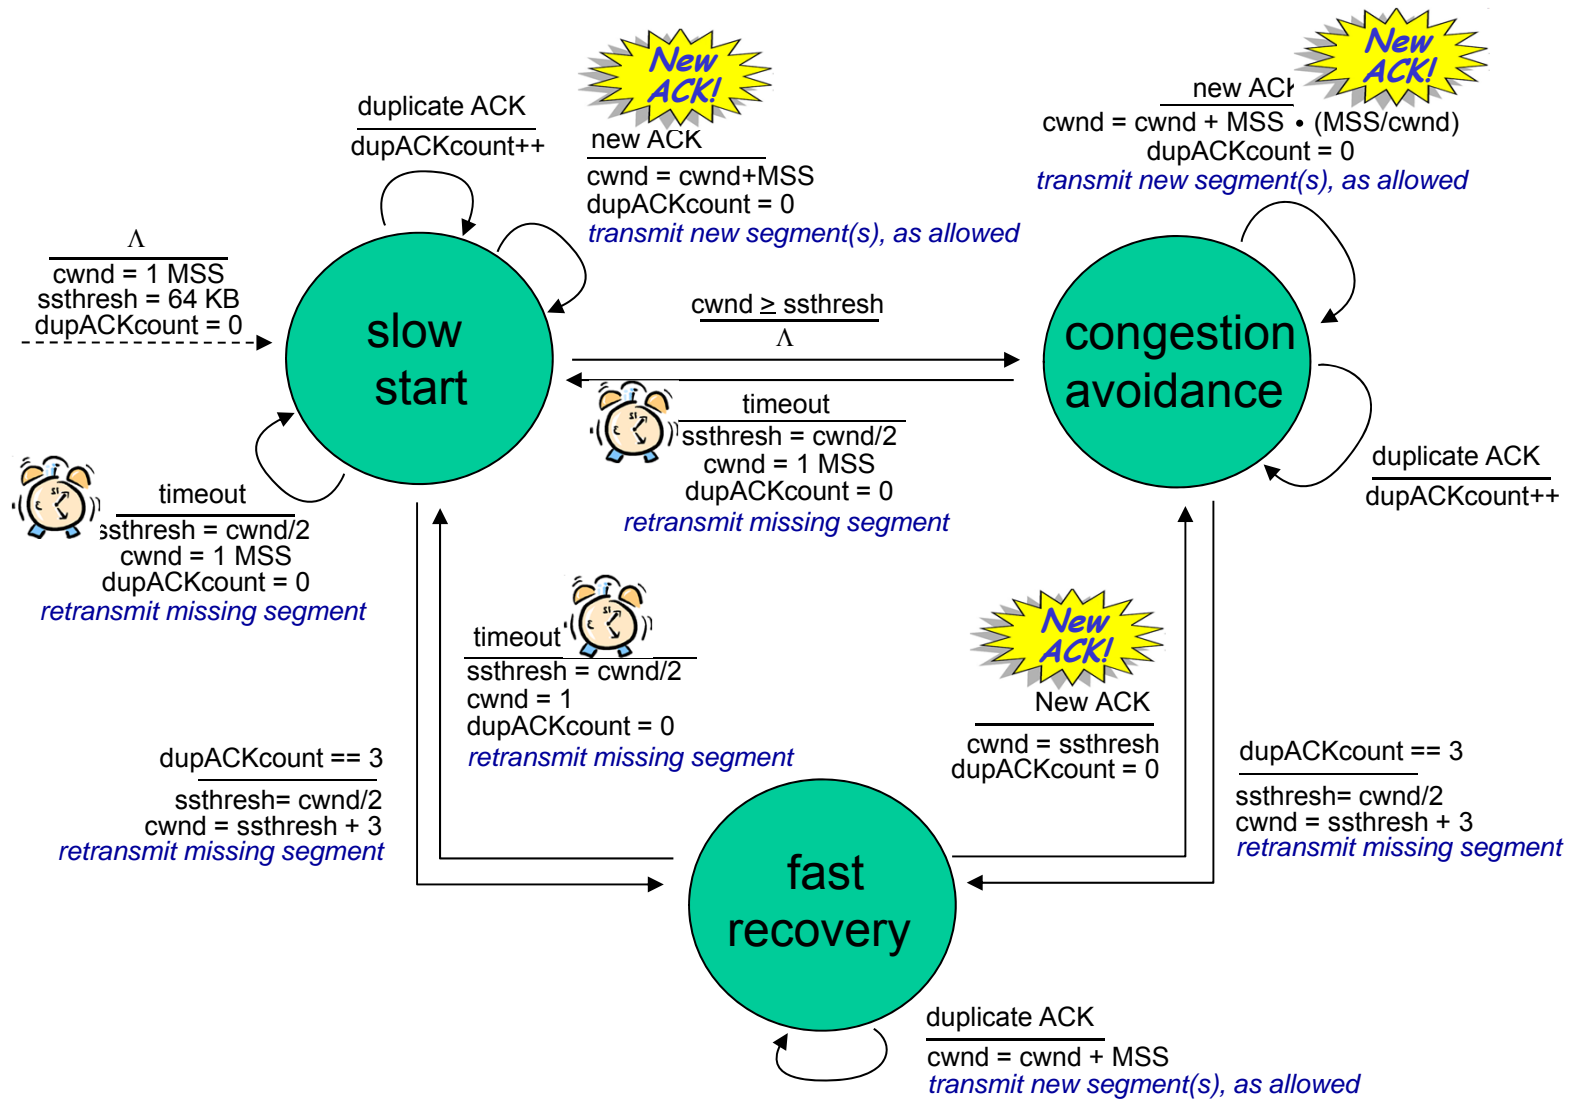 New
ACK!
duplicate ACK
dupACKcount++
new ACK
cwnd = cwnd+MSS
dupACKcount = 0
transmit new segment(s), as allowed
New
ACK!
new ACK
cwnd = cwnd + MSS • (MSS/cwnd)
dupACKcount = 0
transmit new segment(s), as allowed
Λ
cwnd = 1 MSS
ssthresh = 64 KB
dupACKcount = 0
slow
start
cwnd ≥ ssthresh
Λ
congestion
avoidance
timeout
ssthresh = cwnd/2
cwnd = 1 MSS
dupACKcount = 0
retransmit missing segment
duplicate ACK
dupACKcount++
timeout
ssthresh = cwnd/2
cwnd = 1 MSS
dupACKcount = 0
retransmit missing segment
timeout
ssthresh = cwnd/2
cwnd = 1
dupACKcount = 0
retransmit missing segment
New
ACK!
New ACK
cwnd = ssthresh
dupACKcount = 0
dupACKcount == 3
ssthresh= cwnd/2
cwnd = ssthresh + 3
retransmit missing segment
dupACKcount == 3
ssthresh= cwnd/2
cwnd = ssthresh + 3
retransmit missing segment
fast
recovery
duplicate ACK
cwnd = cwnd + MSS
transmit new segment(s), as allowed